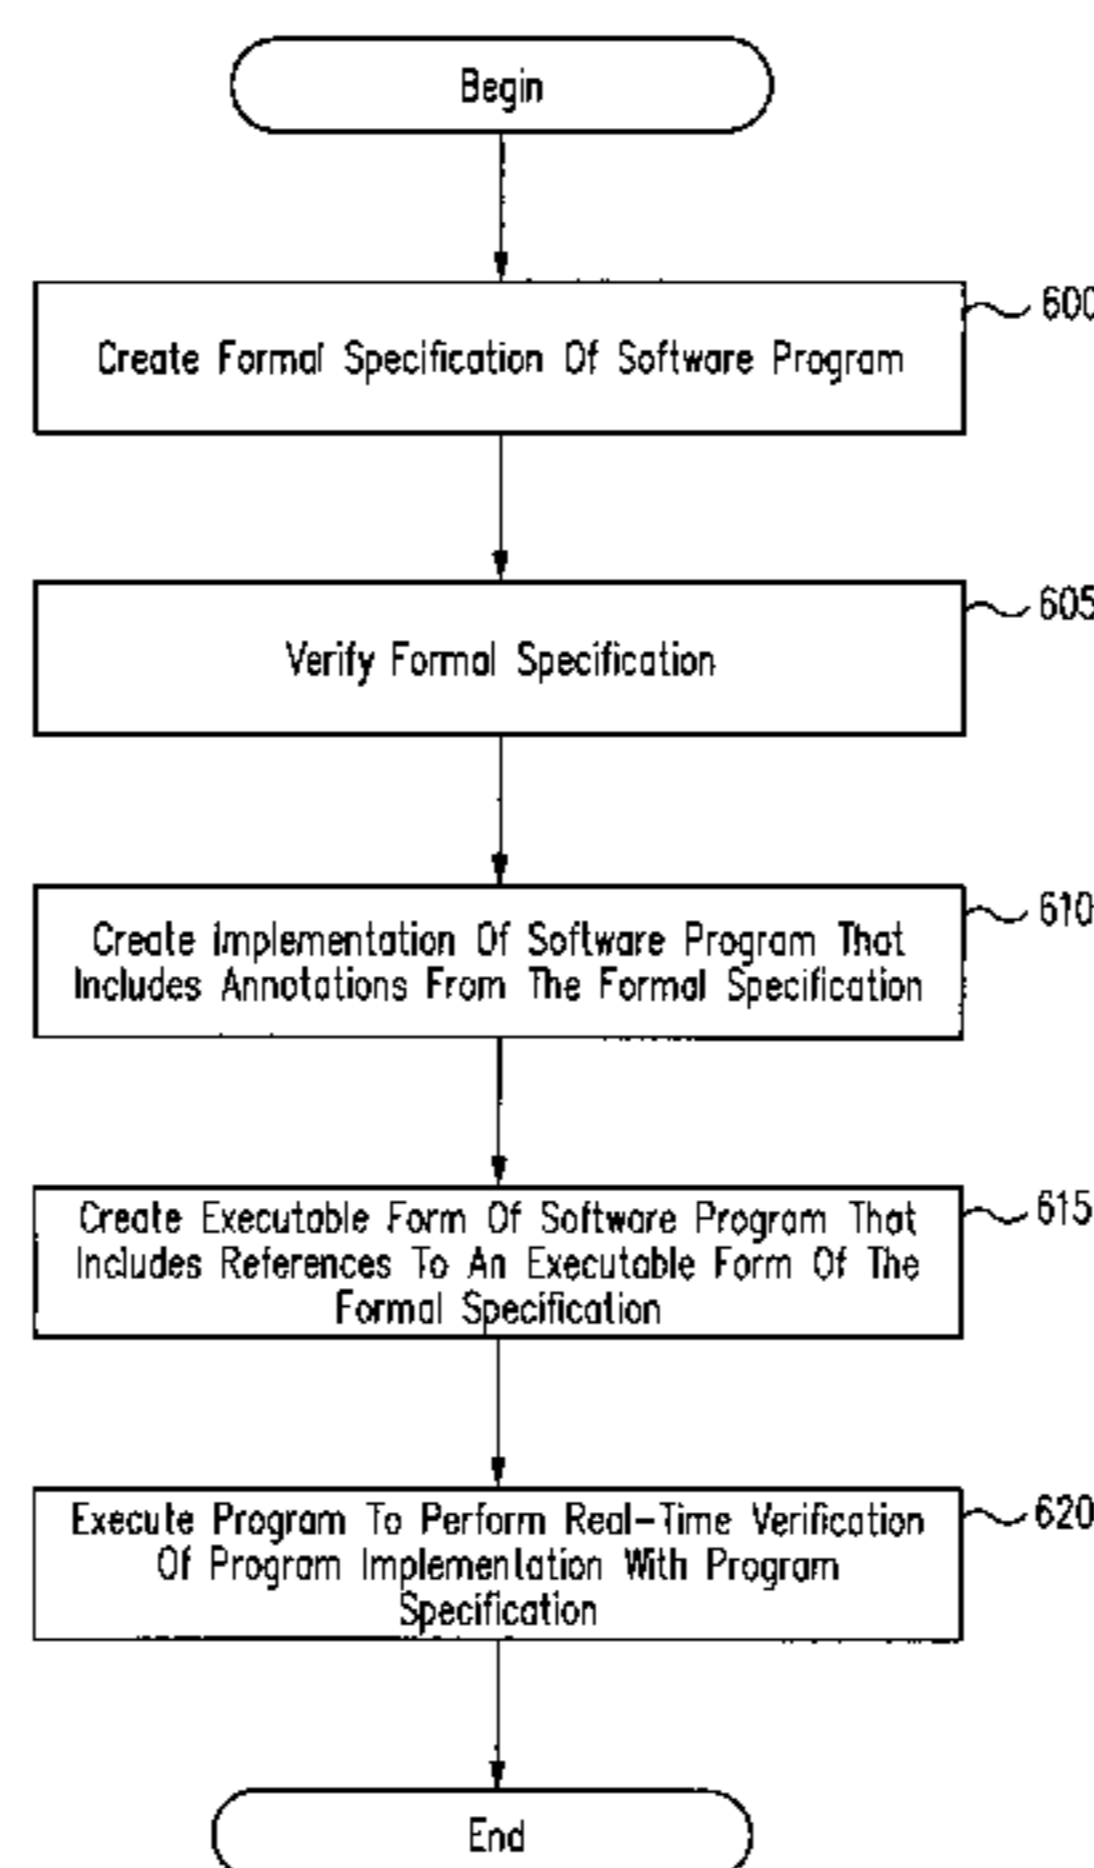 Begin
600
Create Formal Specification Of Software Program
605
Verify Formal Specification
610
Create Implementation Of Software Program That
Includes Annotations From The Formal Specification
615
Create Executable Form Of Software Program That
Includes References To An Executable Form Of The
Formal Specification
620
Execute Program To Perform Real-Time Verification
Of Program Implementation With Program
Specification
End